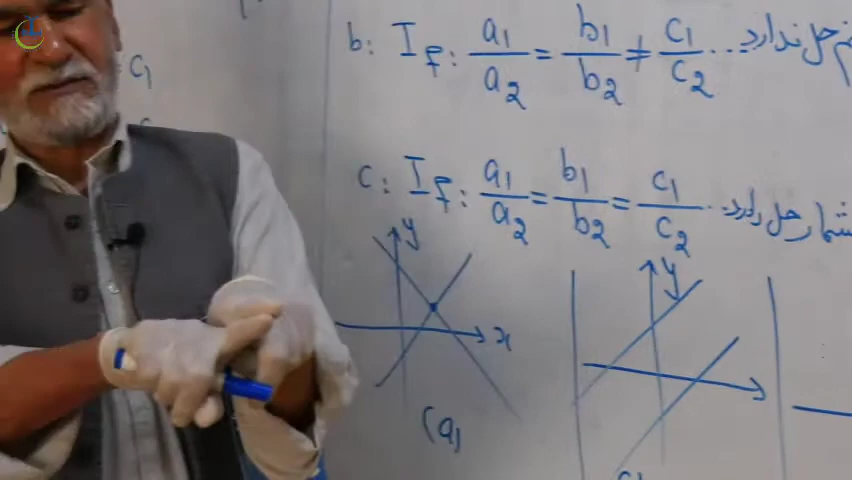 b: If: a1/a2 = b1/b2 ≠ c1/c2 ... حل ندارد
c1
c: If: a1/a2 = b1/b2 = c1/c2 ... شمار حل دارد
y
x
(a)
y